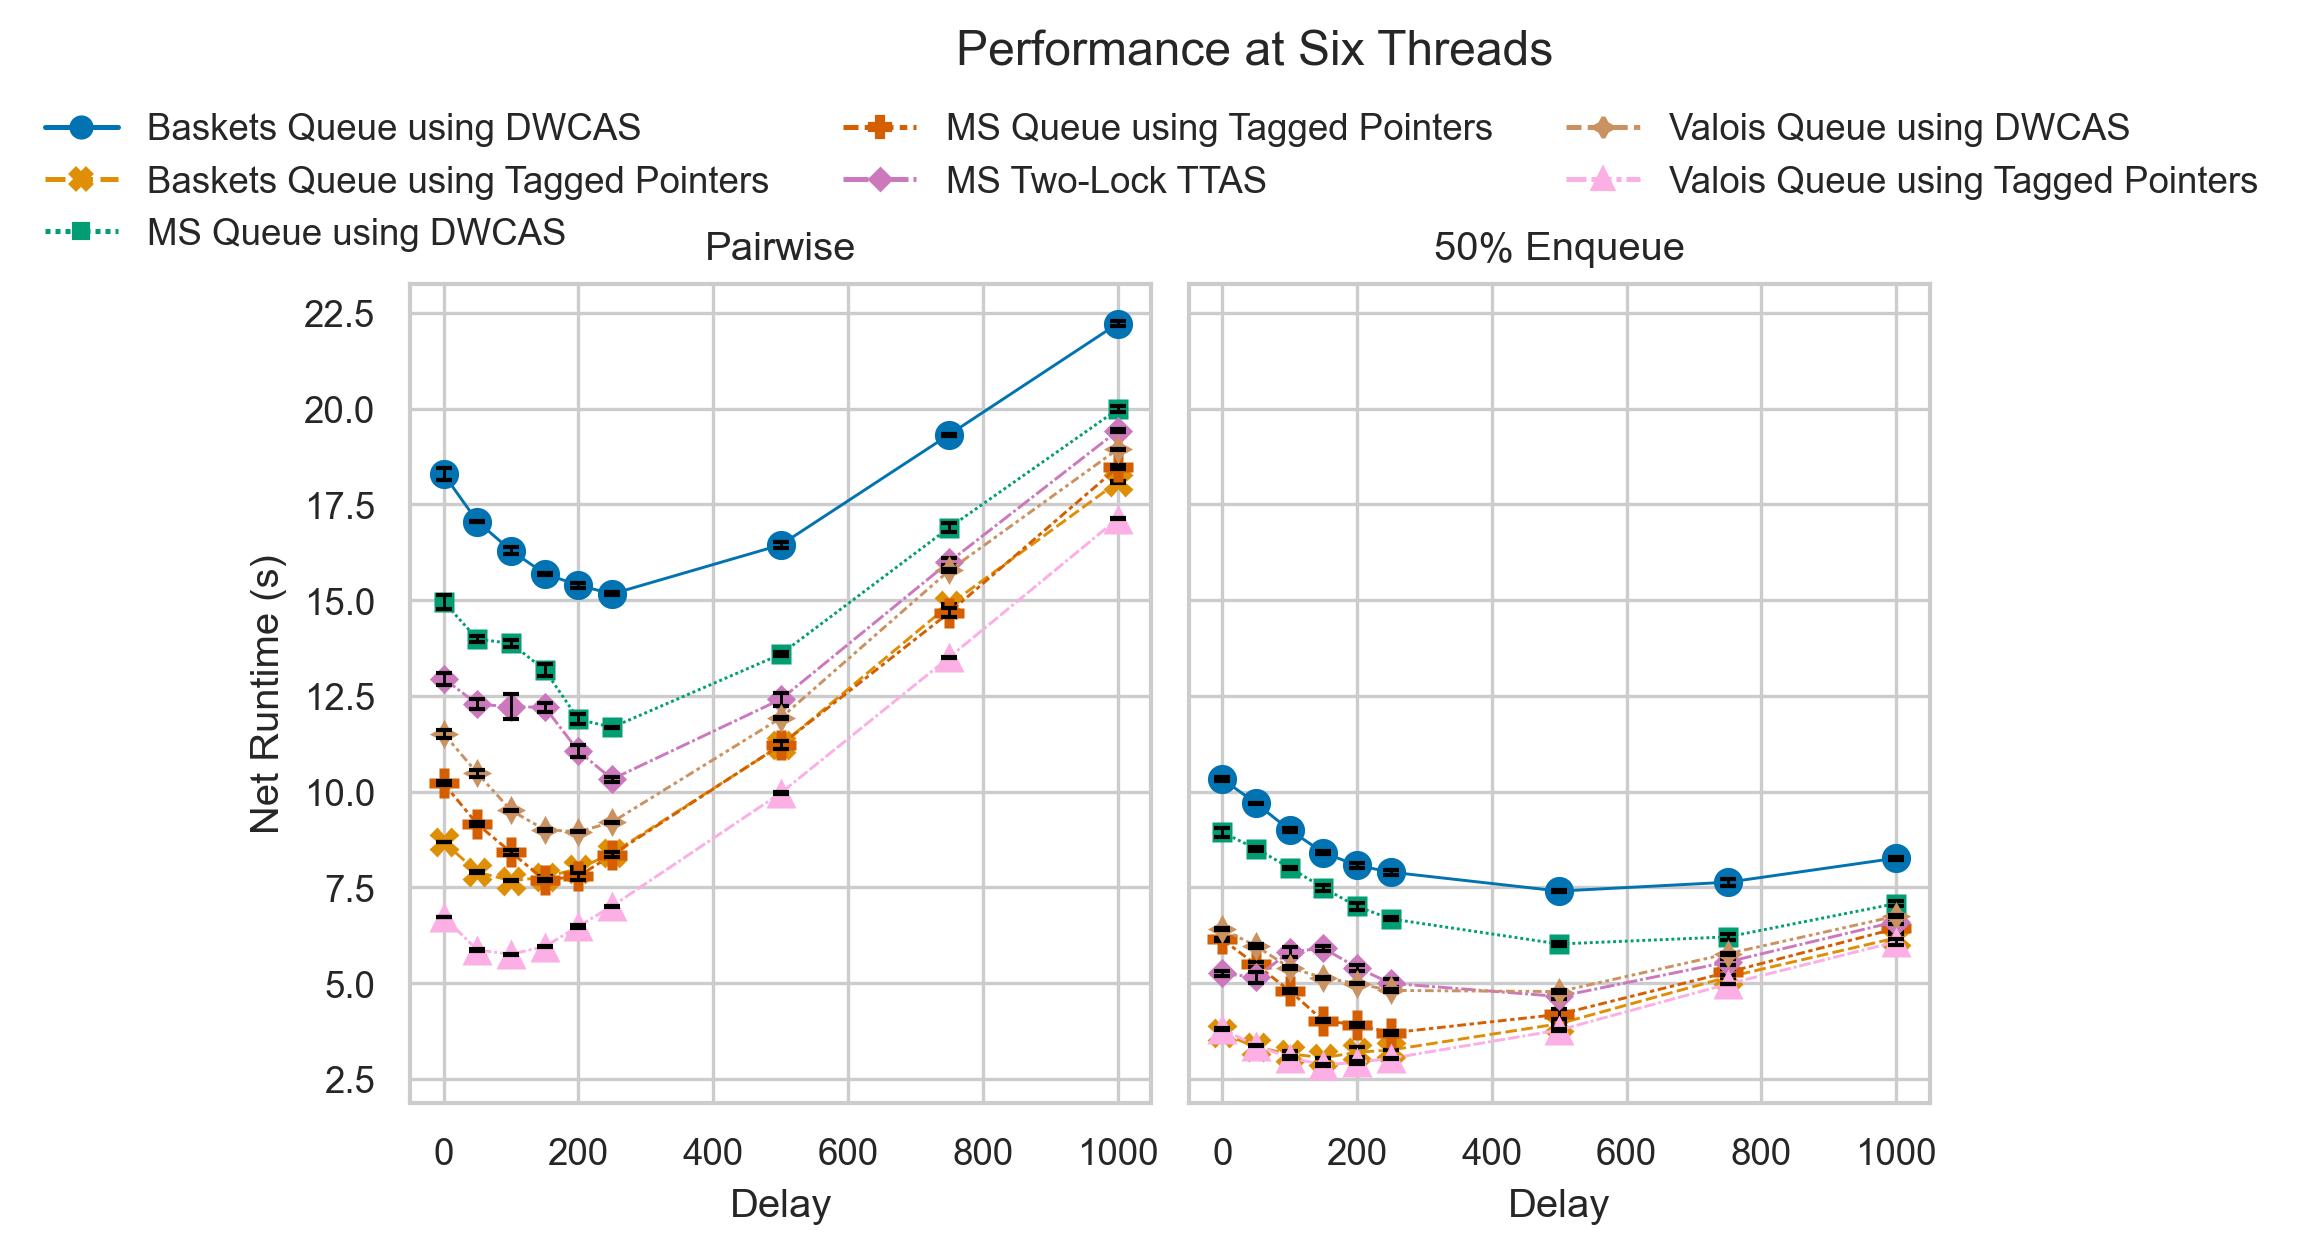 Performance at Six Threads
Baskets Queue using DWCAS
Baskets Queue using Tagged Pointers
MS Queue using DWCAS
MS Queue using Tagged Pointers
MS Two-Lock TTAS
Valois Queue using DWCAS
Valois Queue using Tagged Pointers
Pairwise
22.5
20.0
17.5
15.0
12.5
10.0
7.5
5.0
2.5
Net Runtime (s)
0 200 400 600 800 1000
Delay
50% Enqueue
0 200 400 600 800 1000
Delay